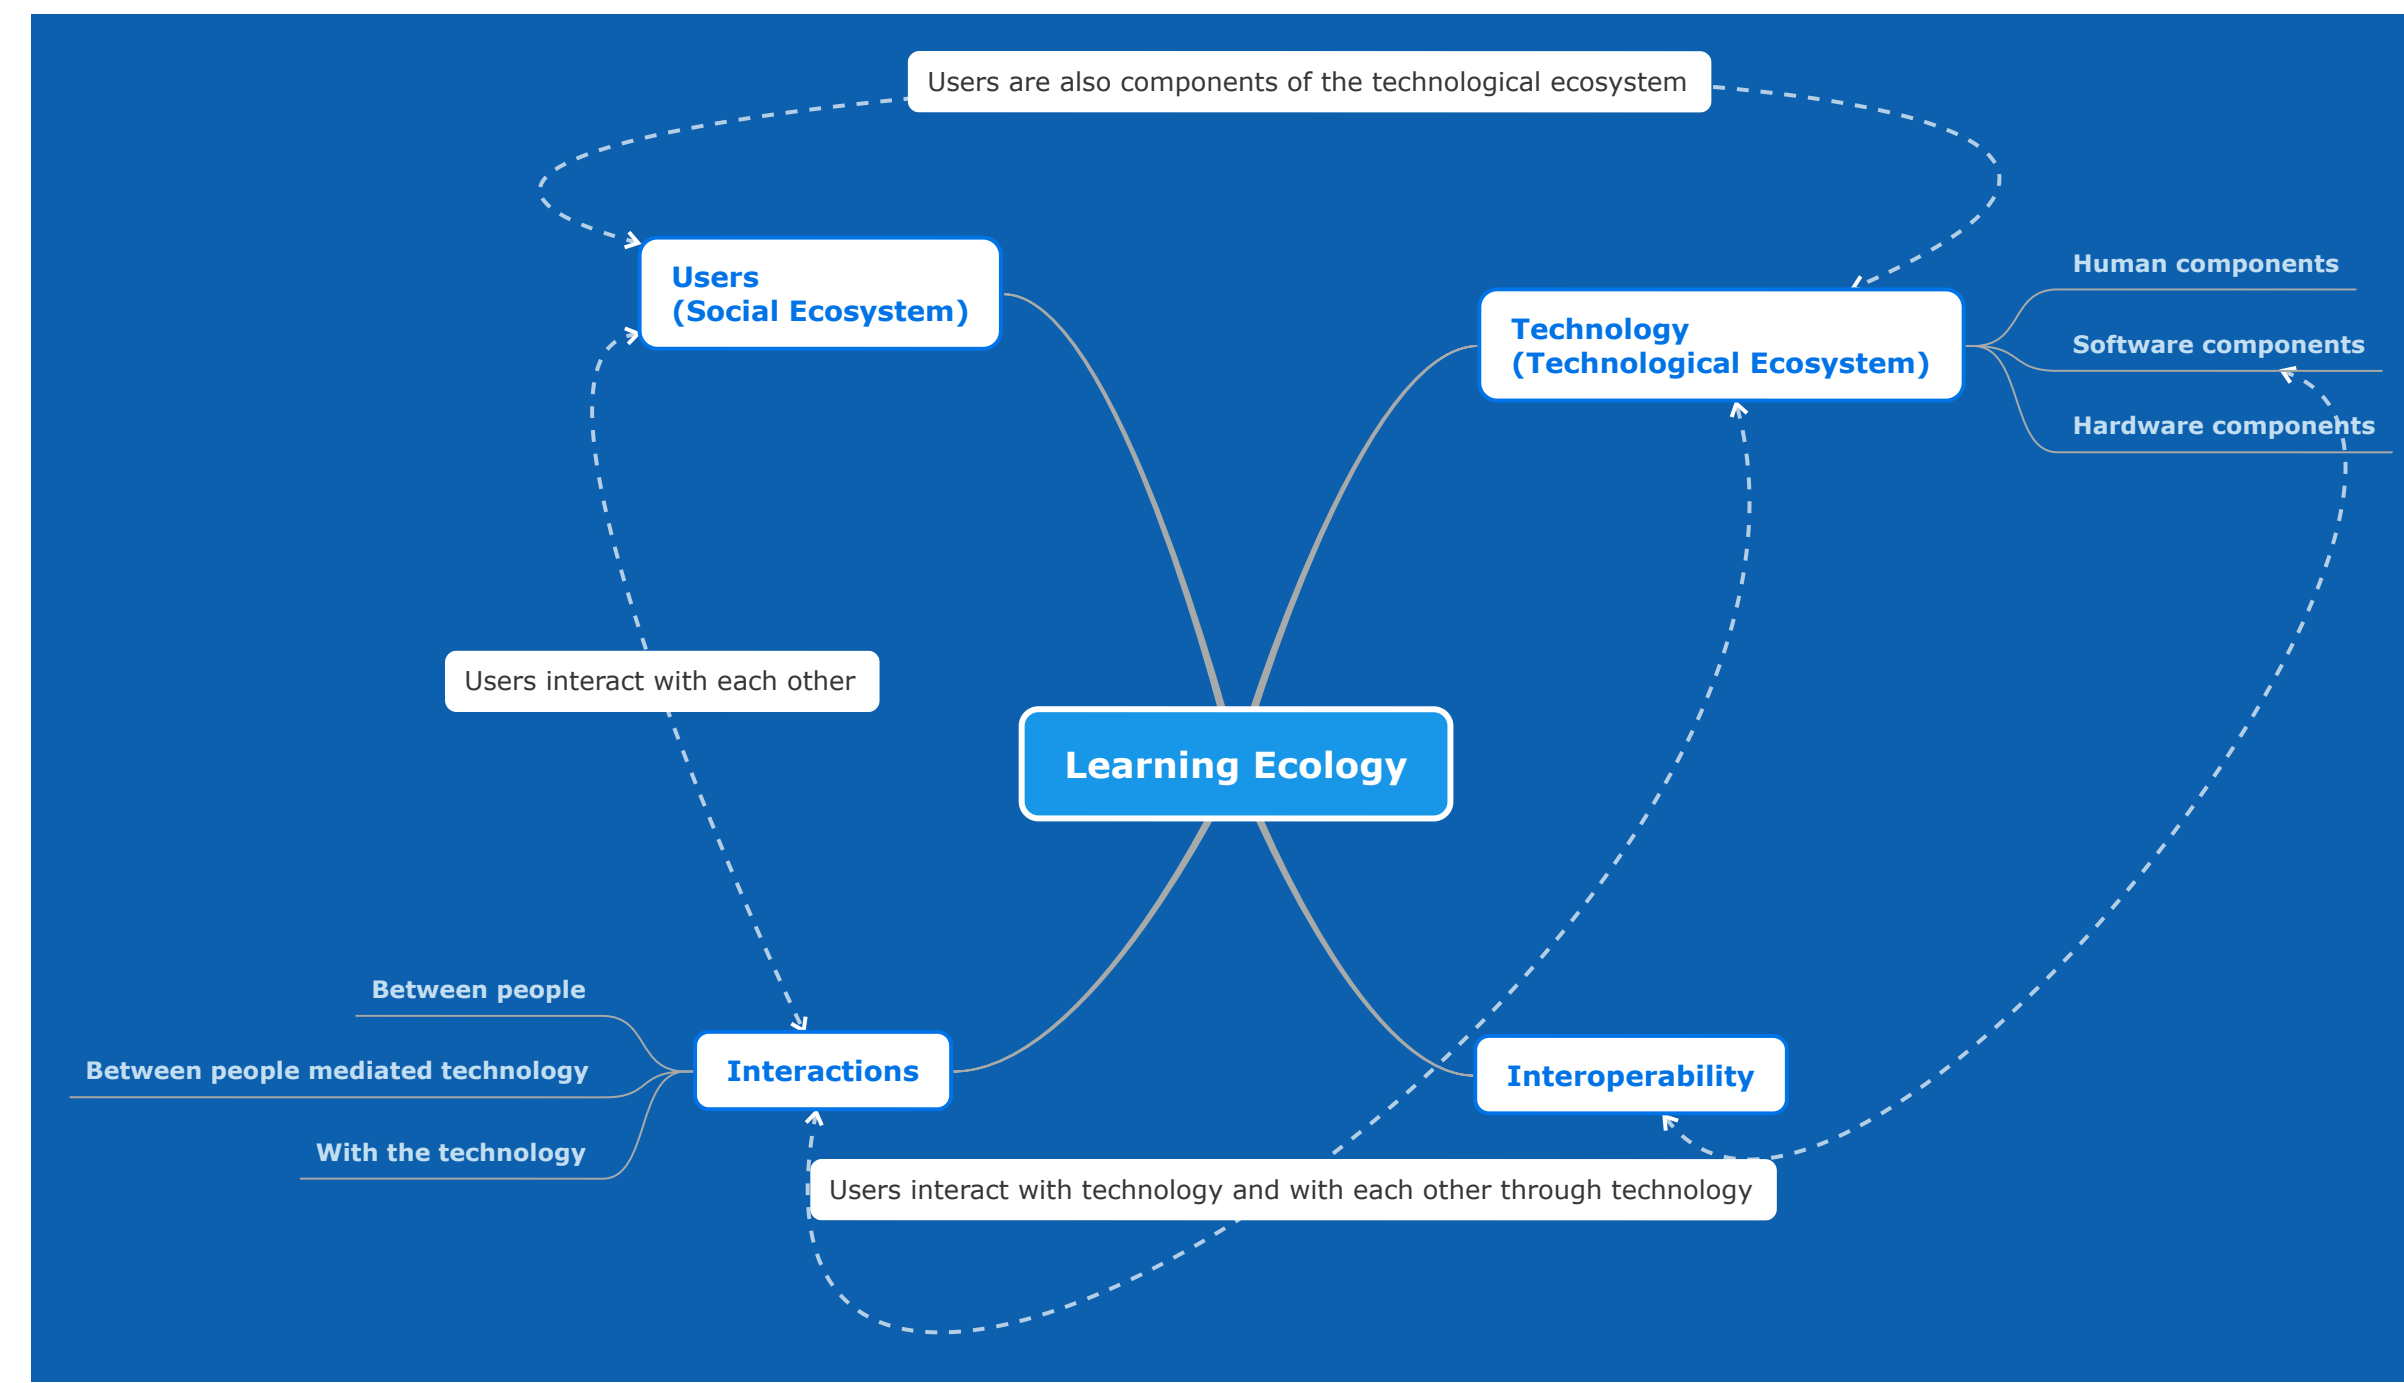 Users are also components of the technological ecosystem
Users
(Social Ecosystem)
Technology
(Technological Ecosystem)
Human components
Software components
Hardware components
Users interact with each other
Learning Ecology
Between people
Between people mediated technology
With the technology
Interactions
Interoperability
Users interact with technology and with each other through technology